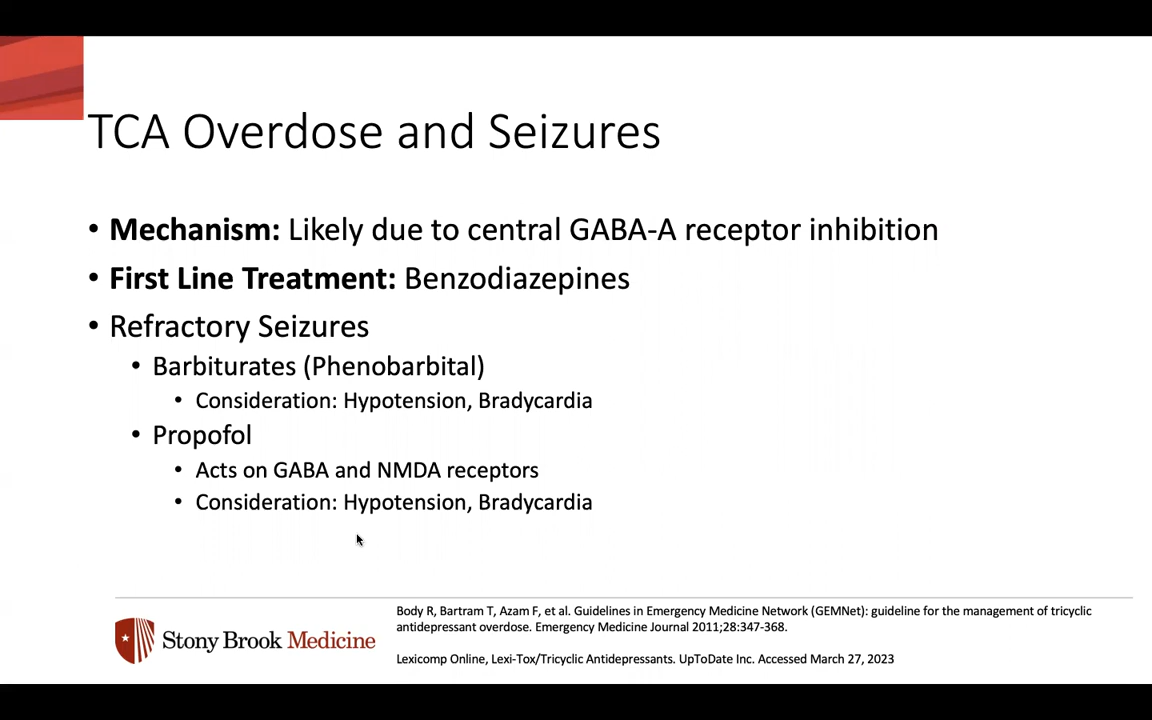 TCA Overdose and Seizures
• Mechanism: Likely due to central GABA-A receptor inhibition
• First Line Treatment: Benzodiazepines
• Refractory Seizures
• Barbiturates (Phenobarbital)
• Consideration: Hypotension, Bradycardia
• Propofol
• Acts on GABA and NMDA receptors
• Consideration: Hypotension, Bradycardia
Stony Brook Medicine
Body R, Bartram T, Azam F, et al. Guidelines in Emergency Medicine Network (GEMNet): guideline for the management of tricyclic
antidepressant overdose. Emergency Medicine Journal 2011;28:347-368.
Lexicomp Online, Lexi-Tox/Tricyclic Antidepressants. UpToDate Inc. Accessed March 27, 2023